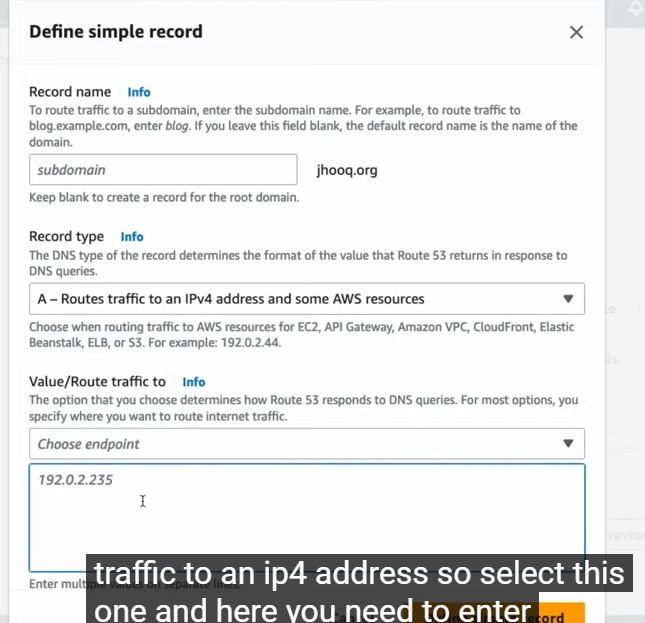 Define simple record
Record name Info
To route traffic to a subdomain, enter the subdomain name. For example, to route traffic to
blog.example.com, enter blog. If you leave this field blank, the default record name is the name of the
domain.
subdomain jhooq.org
Keep blank to create a record for the root domain.
Record type Info
The DNS type of the record determines the format of the value that Route 53 returns in response to
DNS queries.
A – Routes traffic to an IPv4 address and some AWS resources
Choose when routing traffic to AWS resources for EC2, API Gateway, Amazon VPC, CloudFront, Elastic
Beanstalk, ELB, or S3. For example: 192.0.2.44.
Value/Route traffic to Info
The option that you choose determines how Route 53 responds to DNS queries. For most options, you
specify where you want to route internet traffic.
Choose endpoint
192.0.2.235
Enter multiple values on separate lines.
traffic to an ip4 address so select this
one and here you need to enter